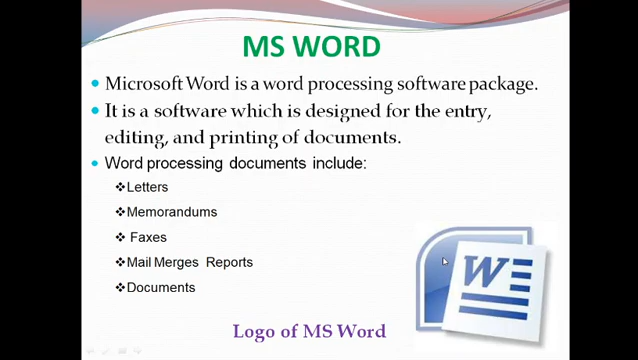 MS WORD
Microsoft Word is a word processing software package.
It is a software which is designed for the entry,
editing, and printing of documents.
Word processing documents include:
Letters
Memorandums
Faxes
Mail Merges Reports
Documents
W
Logo of MS Word